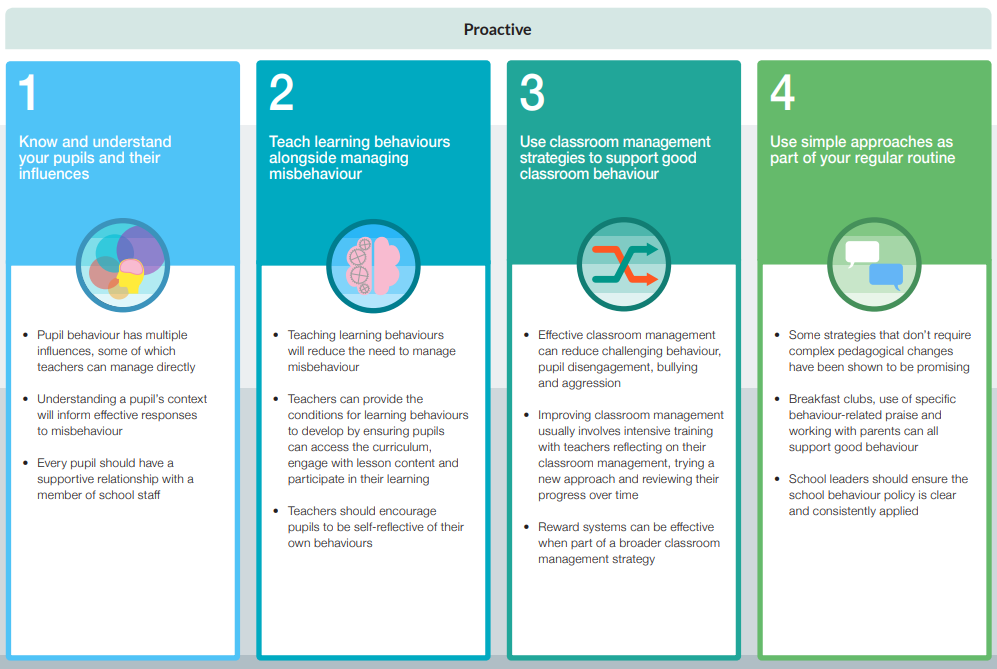 Proactive
1
Know and understand
your pupils and their
influences
• Pupil behaviour has multiple
influences, some of which
teachers can manage directly
• Understanding a pupil's context
will inform effective responses
to misbehaviour
• Every pupil should have a
supportive relationship with a
member of school staff
2
Teach learning behaviours
alongside managing
misbehaviour
• Teaching learning behaviours
will reduce the need to manage
misbehaviour
• Teachers can provide the
conditions for learning behaviours
to develop by ensuring pupils
can access the curriculum,
engage with lesson content and
participate in their learning
• Teachers should encourage
pupils to be self-reflective of their
own behaviours
3
Use classroom management
strategies to support good
classroom behaviour
• Effective classroom management
can reduce challenging behaviour,
pupil disengagement, bullying
and aggression
• Improving classroom management
usually involves intensive training
with teachers reflecting on their
classroom management, trying a
new approach and reviewing their
progress over time
• Reward systems can be effective
when part of a broader classroom
management strategy
4
Use simple approaches as
part of your regular routine
• Some strategies that don't require
complex pedagogical changes
have been shown to be promising
• Breakfast clubs, use of specific
behaviour-related praise and
working with parents can all
support good behaviour
• School leaders should ensure the
school behaviour policy is clear
and consistently applied